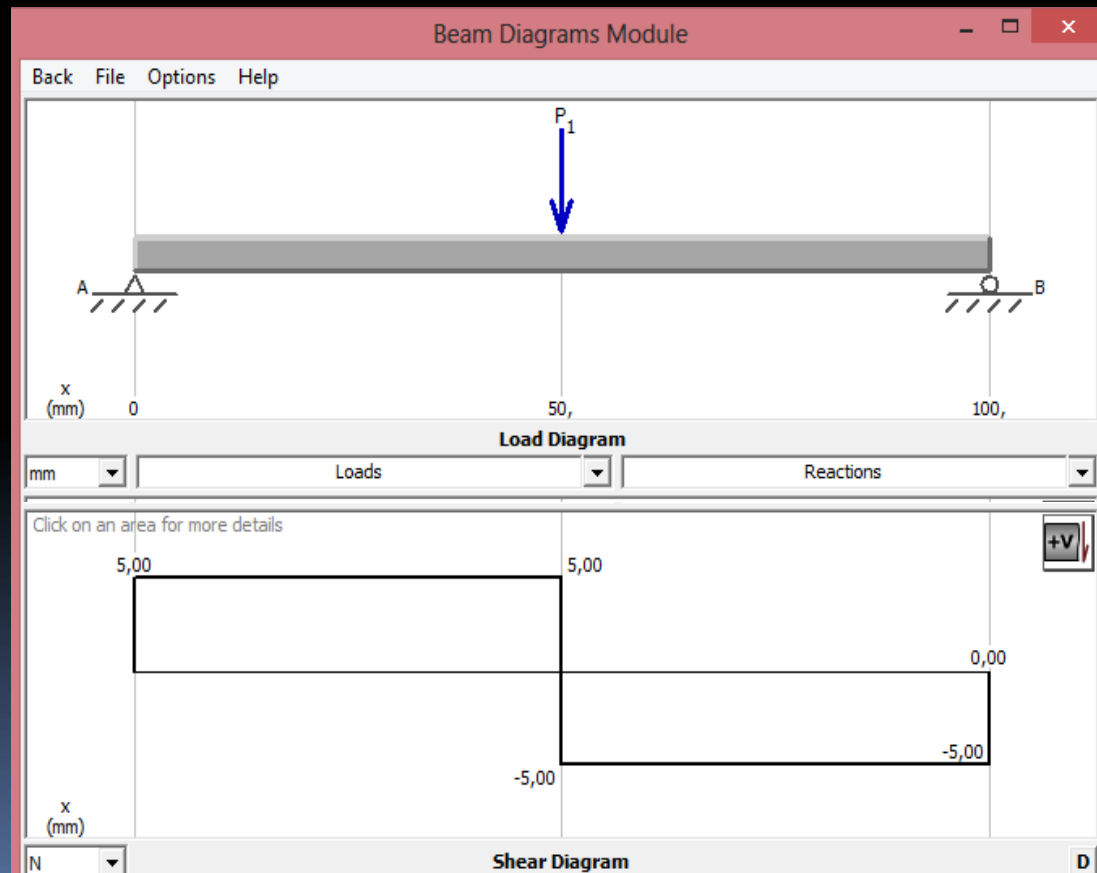 Beam Diagrams Module
Back File Options Help
P1
A
B
x
(mm) 0 50, 100,
Load Diagram
mm Loads Reactions
Click on an area for more details
+V
5,00 5,00
0,00
-5,00
-5,00
x
(mm)
N Shear Diagram D